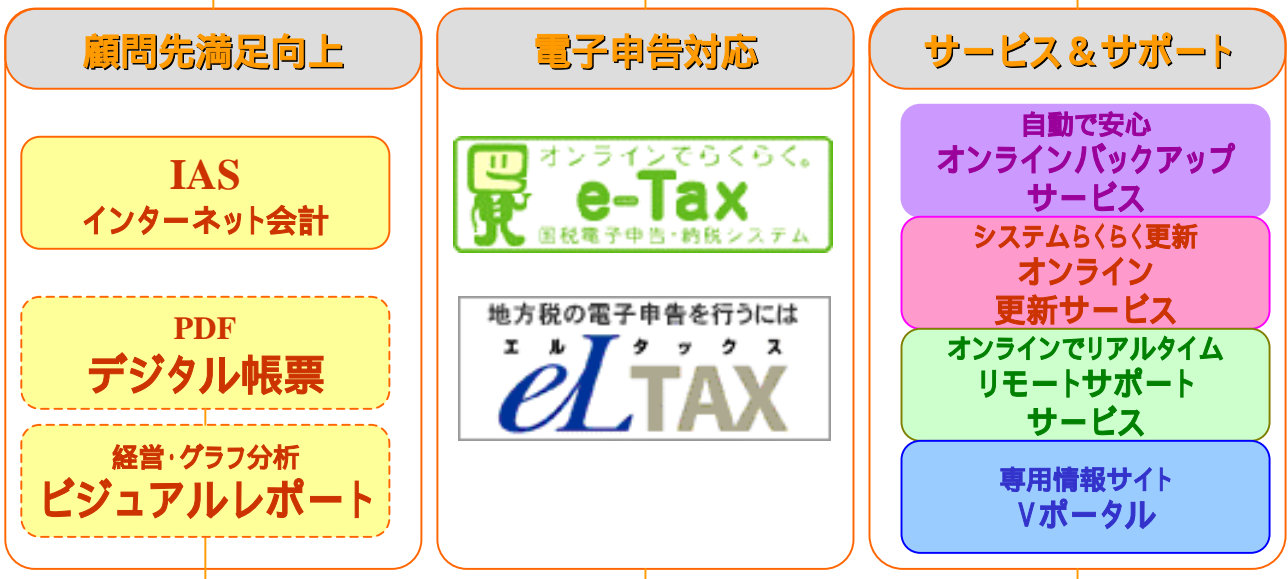 顧問先満足向上
IAS
インターネット会計
PDF
デジタル帳票
経営・グラフ分析
ビジュアルレポート
電子申告対応
オンラインでらくらく。
e-Tax
国税電子申告・納税システム
地方税の電子申告を行うには
エルタックス
eLTAX
サービス＆サポート
自動で安心
オンラインバックアップ
サービス
システムらくらく更新
オンライン
更新サービス
オンラインでリアルタイム
リモートサポート
サービス
専用情報サイト
Vポータル